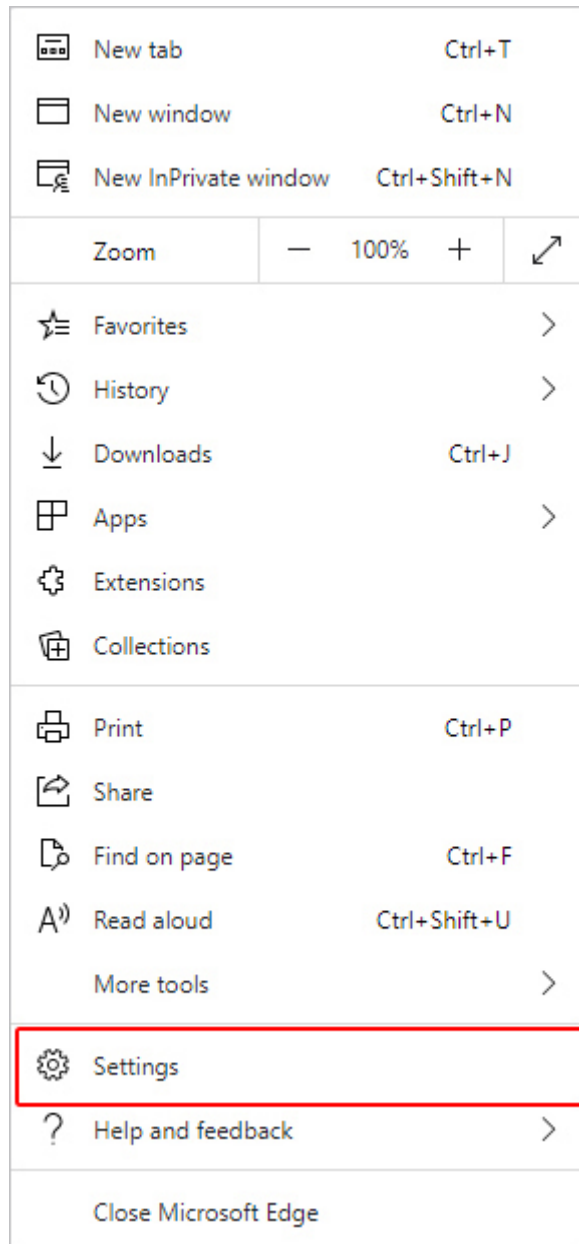 New tab Ctrl+T
New window Ctrl+N
New InPrivate window Ctrl+Shift+N
Zoom — 100% +
Favorites
History
Downloads Ctrl+J
Apps
Extensions
Collections
Print Ctrl+P
Share
Find on page Ctrl+F
Read aloud Ctrl+Shift+U
More tools
Settings
Help and feedback
Close Microsoft Edge